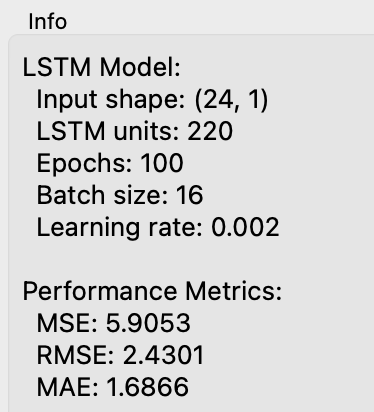 Info
LSTM Model:
Input shape: (24, 1)
LSTM units: 220
Epochs: 100
Batch size: 16
Learning rate: 0.002
Performance Metrics:
MSE: 5.9053
RMSE: 2.4301
MAE: 1.6866